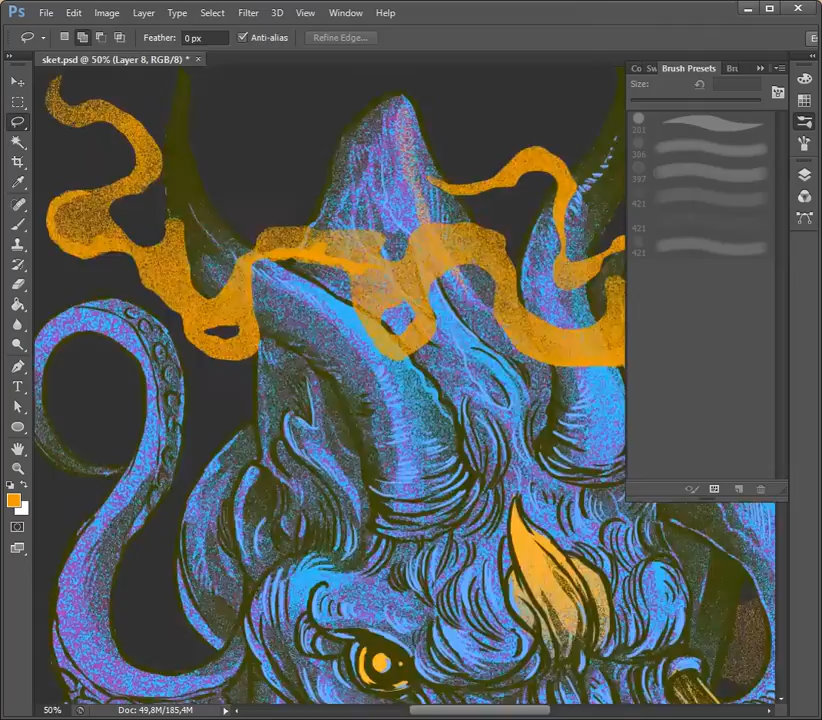 Ps File Edit Image Layer Type Select Filter 3D View Window Help
Feather: 0 px Anti-alias Refine Edge...
sket.psd @ 50% (Layer 8, RGB/8) * ×
Co Sw Brush Presets Bru
Size:
201
306
397
421
421
421
50% Doc: 49,8M/185,4M